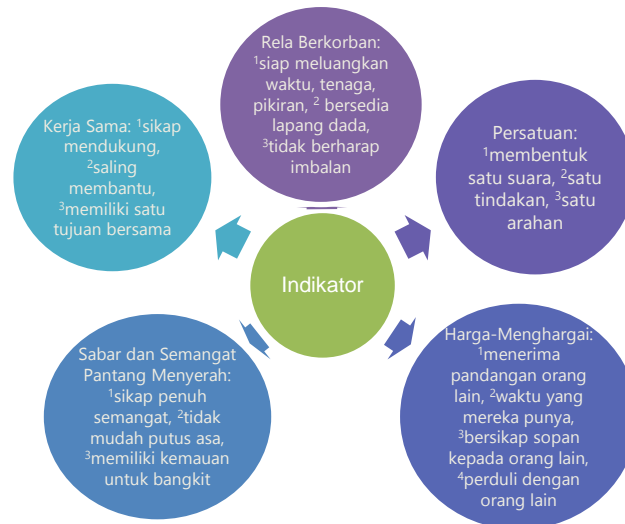 Rela Berkorban:
¹siap meluangkan
waktu, tenaga,
pikiran, ² bersedia
lapang dada,
³tidak berharap
imbalan
Kerja Sama: ¹sikap
mendukung,
²saling
membantu,
³memiliki satu
tujuan bersama
Persatuan:
¹membentuk
satu suara, ²satu
tindakan, ³satu
arahan
Indikator
Sabar dan Semangat
Pantang Menyerah:
¹sikap penuh
semangat, ²tidak
mudah putus asa,
³memiliki kemauan
untuk bangkit
Harga-Menghargai:
¹menerima
pandangan orang
lain, ²waktu yang
mereka punya,
³bersikap sopan
kepada orang lain,
⁴perduli dengan
orang lain